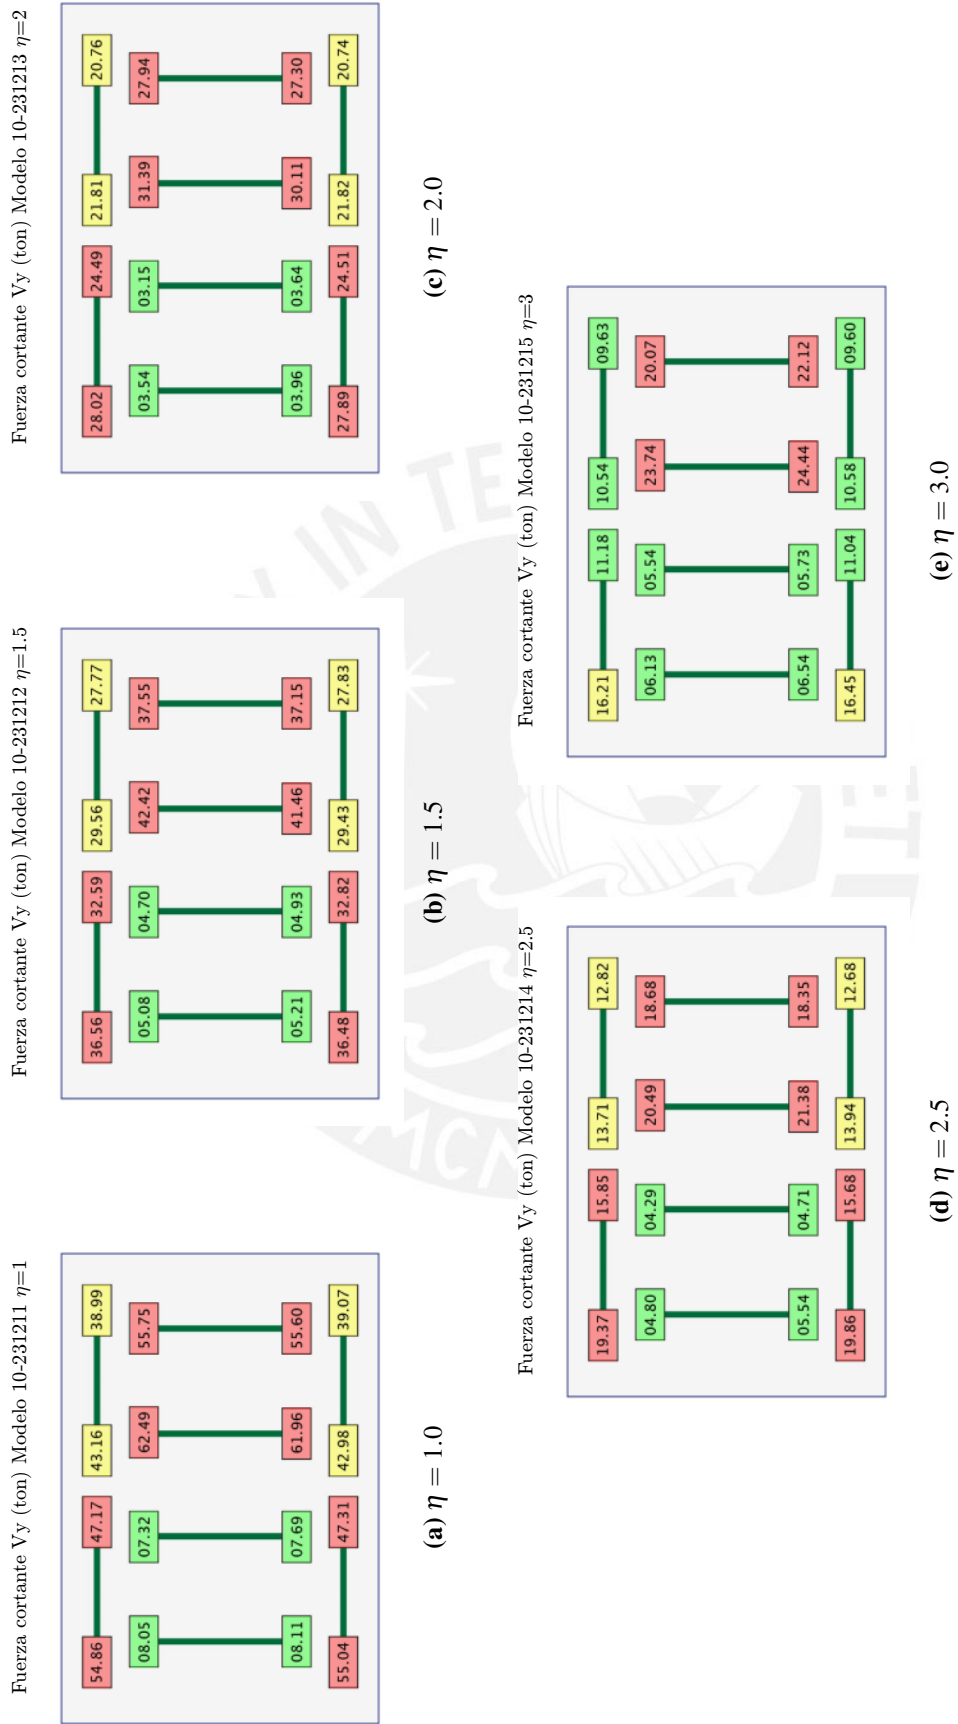 Fuerza cortante Vy (ton) Modelo 10-231211 η=1
54.86 47.17 43.16 38.99
08.05 07.32 62.49 55.75
08.11 07.69 61.96 55.60
55.04 47.31 42.98 39.07
(a) η = 1.0
Fuerza cortante Vy (ton) Modelo 10-231212 η=1.5
36.56 32.59 29.56 27.77
05.08 04.70 42.42 37.55
05.21 04.93 41.46 37.15
36.48 32.82 29.43 27.83
(b) η = 1.5
Fuerza cortante Vy (ton) Modelo 10-231213 η=2
28.02 24.49 21.81 20.76
03.54 03.15 31.39 27.94
03.96 03.64 30.11 27.30
27.89 24.51 21.82 20.74
(c) η = 2.0
Fuerza cortante Vy (ton) Modelo 10-231214 η=2.5
19.37 15.85 13.71 12.82
04.80 04.29 20.49 18.68
05.54 04.71 21.38 18.35
19.86 15.68 13.94 12.68
(d) η = 2.5
Fuerza cortante Vy (ton) Modelo 10-231215 η=3
16.21 11.18 10.54 09.63
06.13 05.54 23.74 20.07
06.54 05.73 24.44 22.12
16.45 11.04 10.58 09.60
(e) η = 3.0